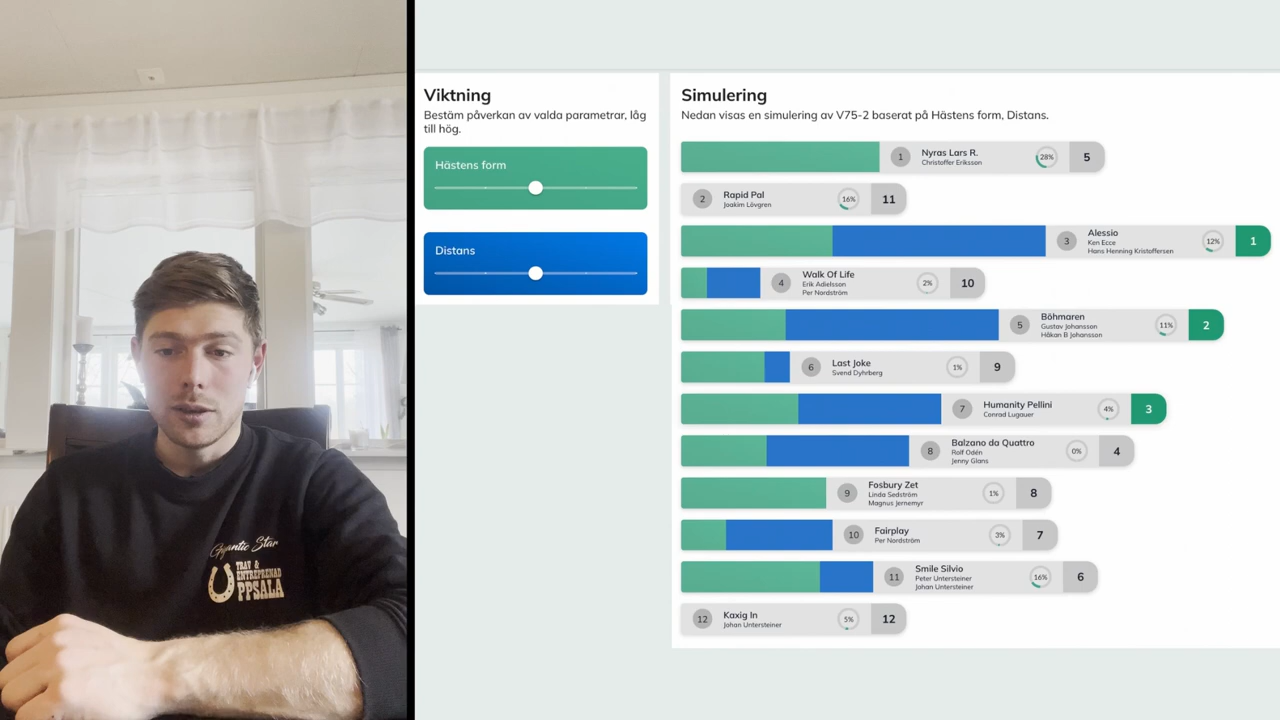 Viktning
Bestäm påverkan av valda parametrar, låg
till hög.
Hästens form
Distans
Simulering
Nedan visas en simulering av V75-2 baserat på Hästens form, Distans.
1 Nyras Lars R. 28% 5
Christoffer Eriksson
2 Rapid Pal 16% 11
Joakim Lövgren
3 Alessio 12% 1
Ken Ecce
Hans Henning Kristoffersen
4 Walk Of Life 2% 10
Erik Adielsson
Per Nordström
5 Böhmaren 11% 2
Gustav Johansson
Håkan B Johansson
6 Last Joke 1% 9
Svend Dyhrberg
7 Humanity Pellini 4% 3
Conrad Lugauer
8 Balzano da Quattro 0% 4
Rolf Odén
Jenny Glans
9 Fosbury Zet 1% 8
Linda Sedström
Magnus Jernemyr
10 Fairplay 3% 7
Per Nordström
11 Smile Silvio 16% 6
Peter Untersteiner
Johan Untersteiner
12 Kaxig In 5% 12
Johan Untersteiner
Gigantic Star
TRAV &
ENTREPRENAD
PPSALA